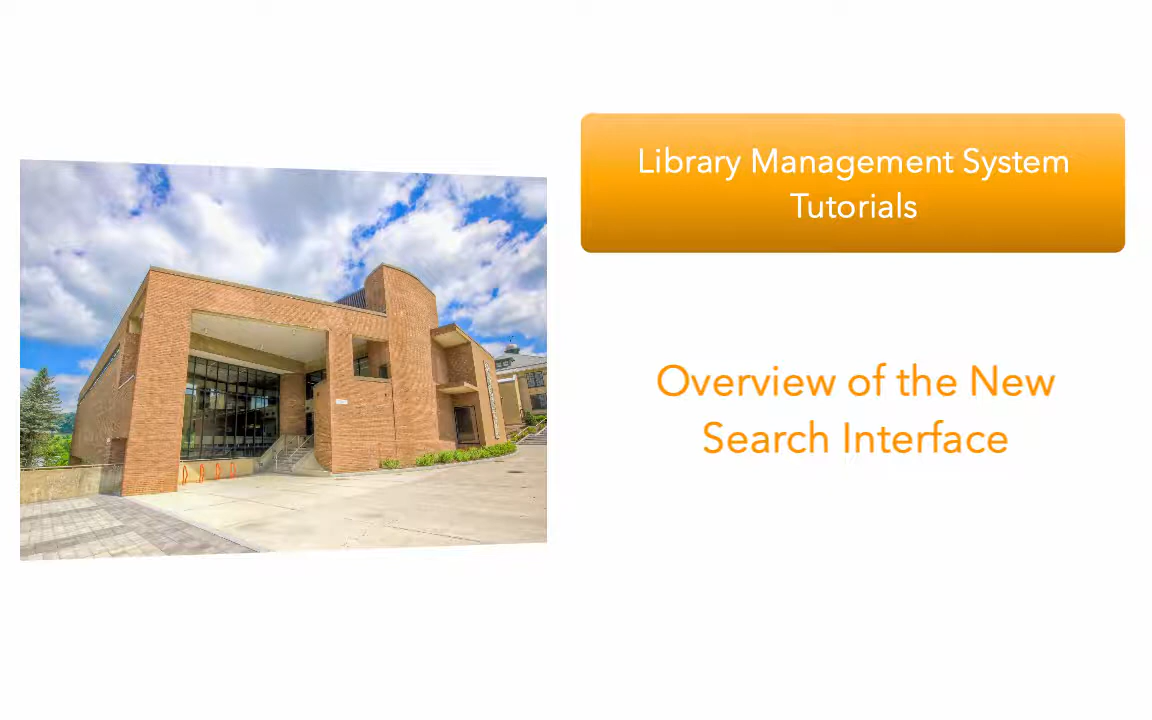 Library Management System
Tutorials
Overview of the New
Search Interface